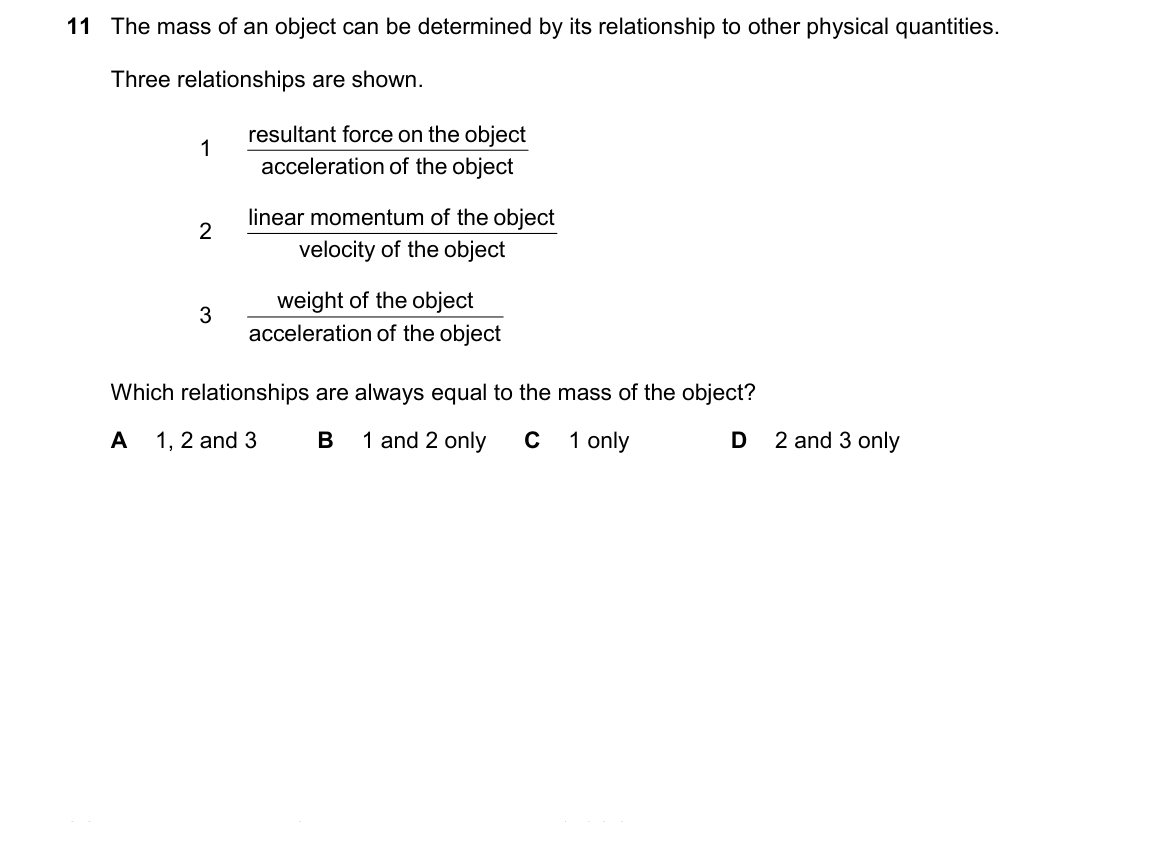 11 The mass of an object can be determined by its relationship to other physical quantities.
Three relationships are shown.
1 resultant force on the object
acceleration of the object
2 linear momentum of the object
velocity of the object
3 weight of the object
acceleration of the object
Which relationships are always equal to the mass of the object?
A 1, 2 and 3 B 1 and 2 only C 1 only D 2 and 3 only